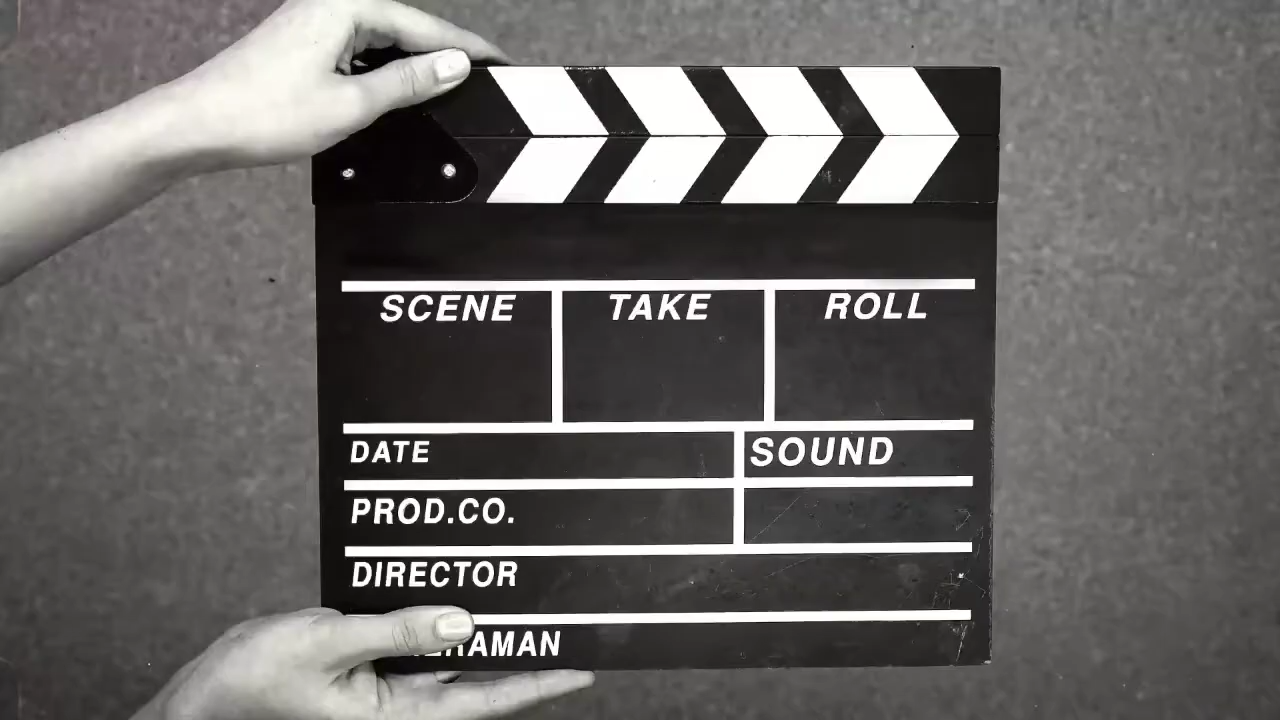 SCENE TAKE ROLL
DATE SOUND
PROD.CO.
DIRECTOR